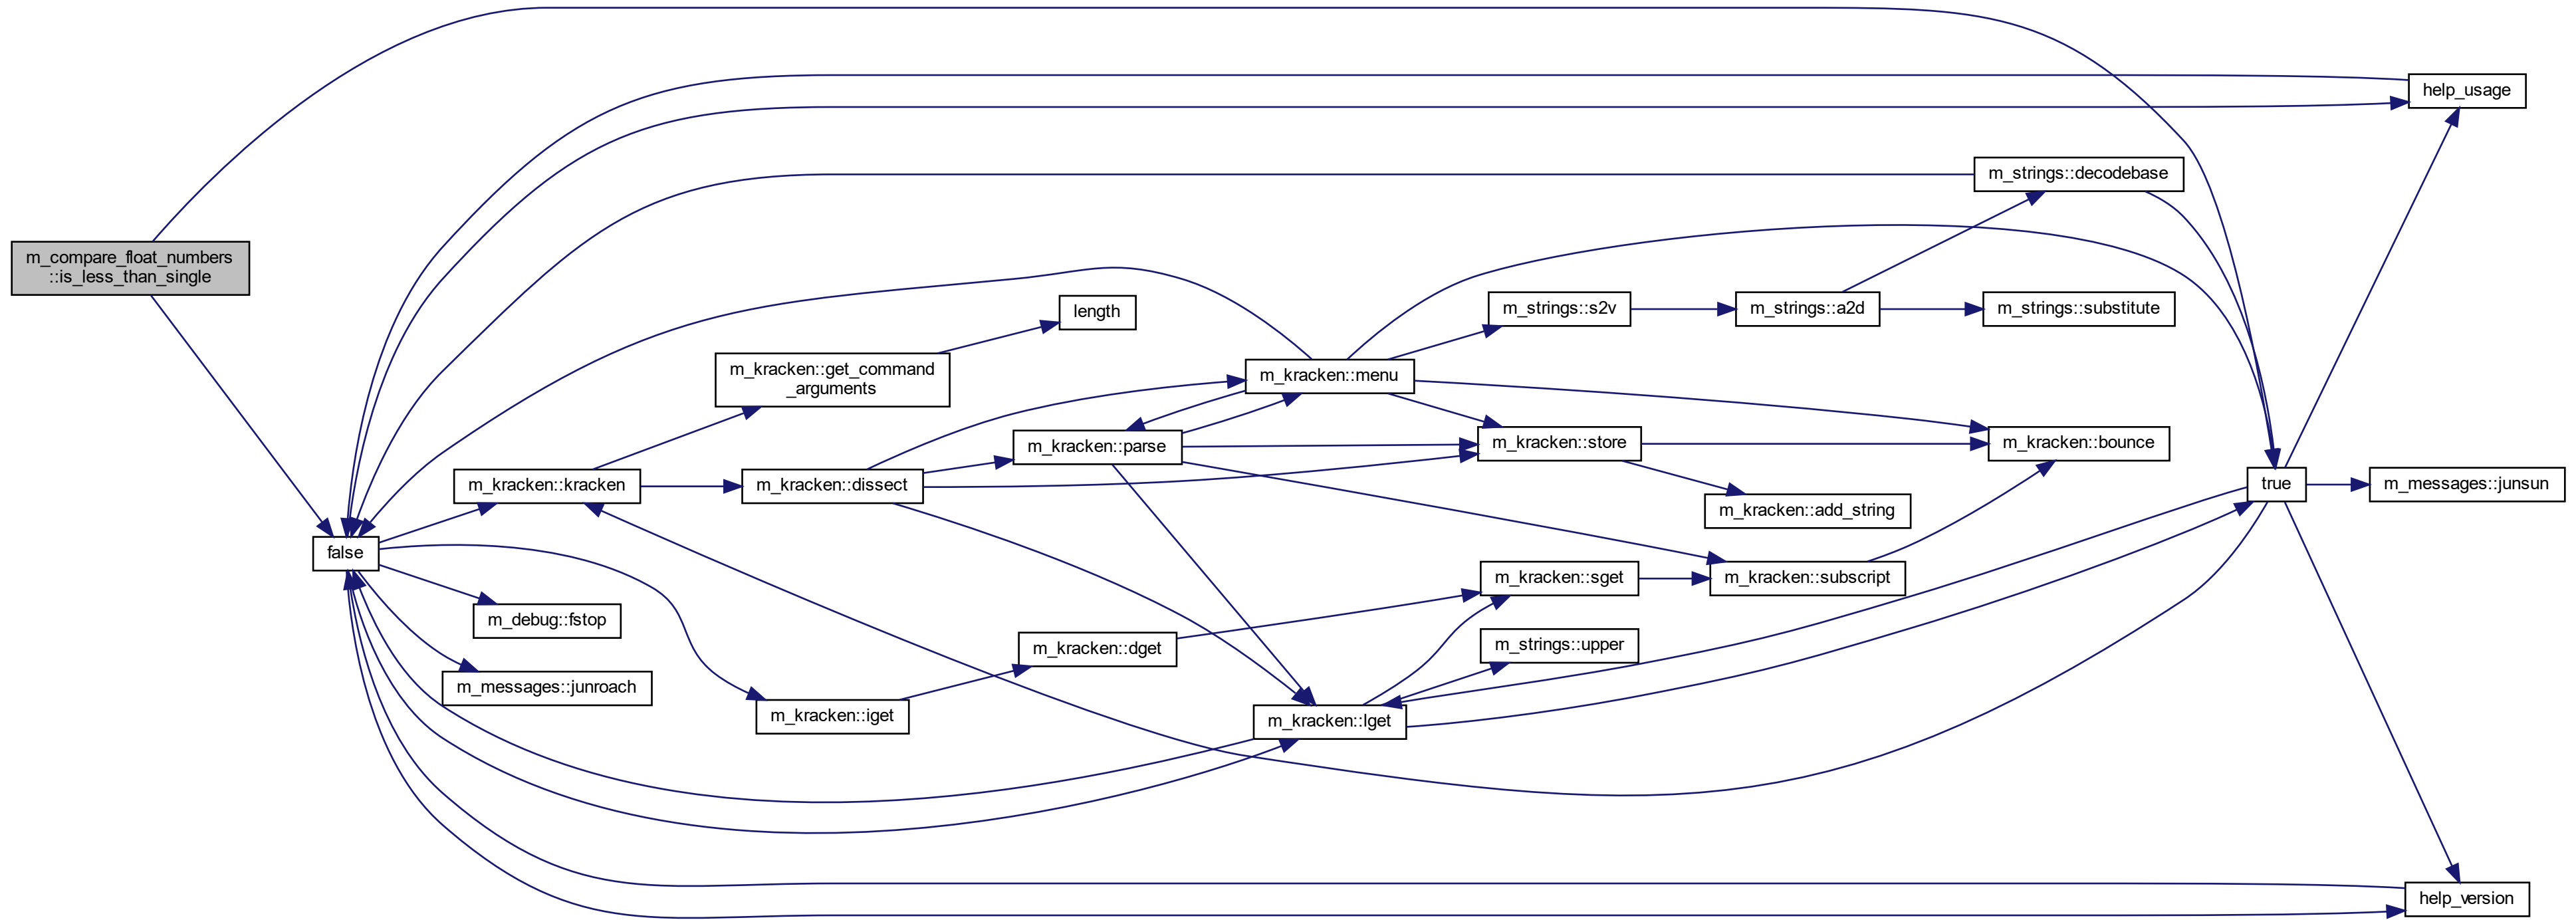 m_compare_float_numbers
::is_less_than_single
false
m_kracken::kracken
m_debug::fstop
m_messages::junroach
m_kracken::get_command
_arguments
m_kracken::dissect
m_kracken::iget
length
m_kracken::parse
m_kracken::dget
m_kracken::menu
m_kracken::lget
m_strings::s2v
m_kracken::store
m_kracken::sget
m_strings::upper
m_strings::a2d
m_kracken::add_string
m_kracken::subscript
m_strings::decodebase
m_strings::substitute
m_kracken::bounce
true
help_usage
m_messages::junsun
help_version